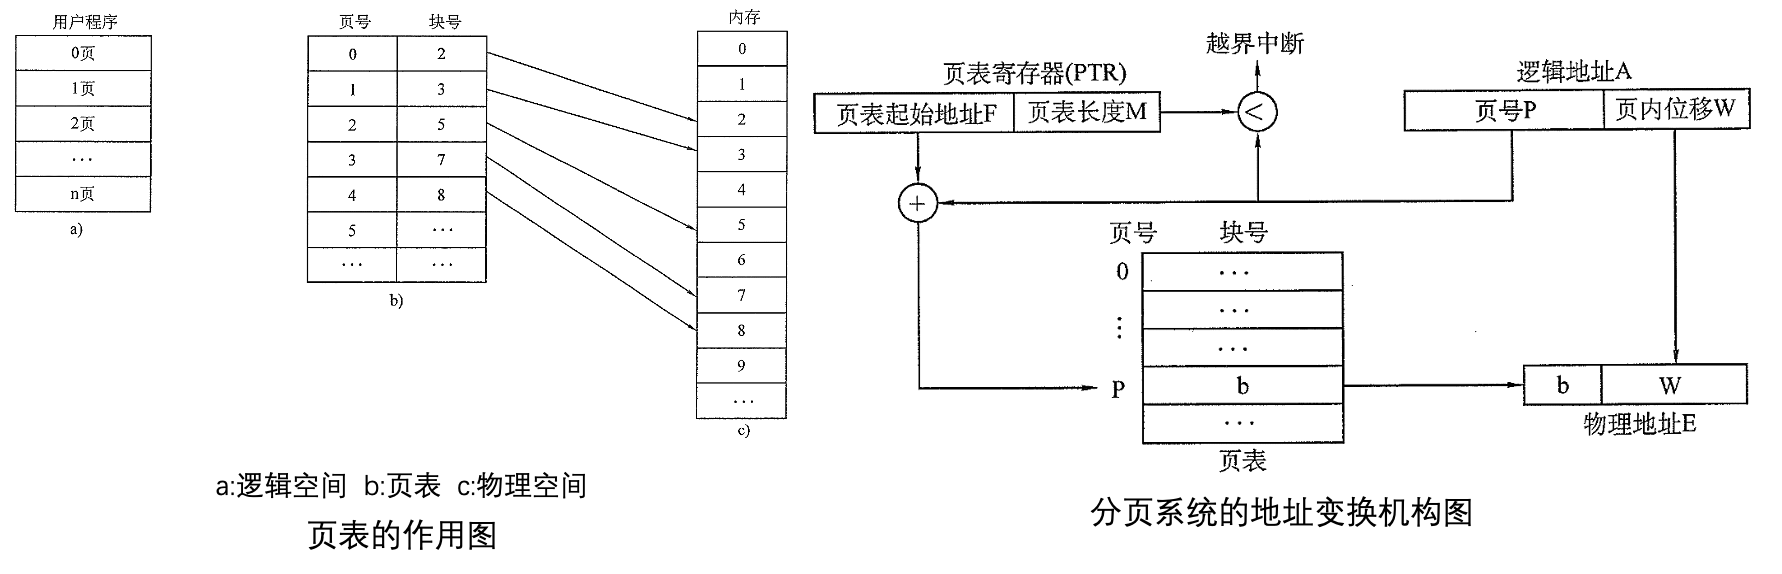 用户程序
0页
1页
2页
···
n页
a)
页号 块号
0 2
1 3
2 5
3 7
4 8
5 ···
··· ···
b)
内存
0
1
2
3
4
5
6
7
8
9
···
c)
a:逻辑空间 b:页表 c:物理空间
页表的作用图
越界中断
页表寄存器(PTR)
逻辑地址A
页表起始地址F 页表长度M
<
页号P 页内位移W
+
页号 块号
0 ···
⋮ ···
···
P b
···
页表
b W
物理地址E
分页系统的地址变换机构图